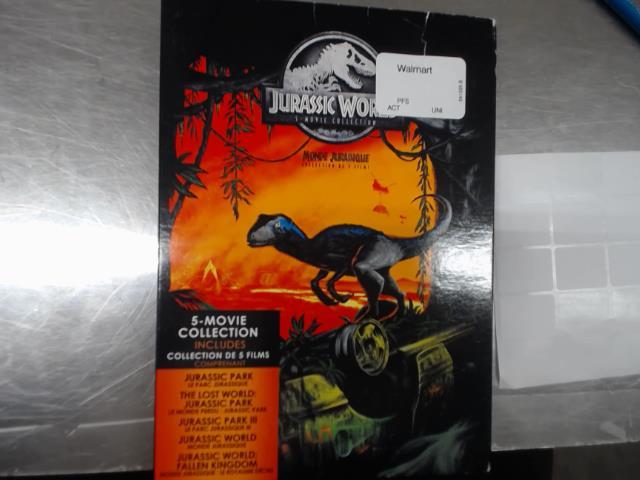 Walmart
PFS
ACT UNI
JURASSIC WORL
5-MOVIE COLLECTION
MONDE JURASSIQUE
COLLECTION DE 5 FILMS
5-MOVIE
COLLECTION
INCLUDES
COLLECTION DE 5 FILMS
COMPRENANT
JURASSIC PARK
LE PARC JURASSIQUE
THE LOST WORLD:
JURASSIC PARK
LE MONDE PERDU: JURASSIC PARK
JURASSIC PARK III
LE PARC JURASSIQUE III
JURASSIC WORLD
MONDE JURASSIQUE
JURASSIC WORLD:
FALLEN KINGDOM
MONDE JURASSIQUE: LE ROYAUME DÉCHU